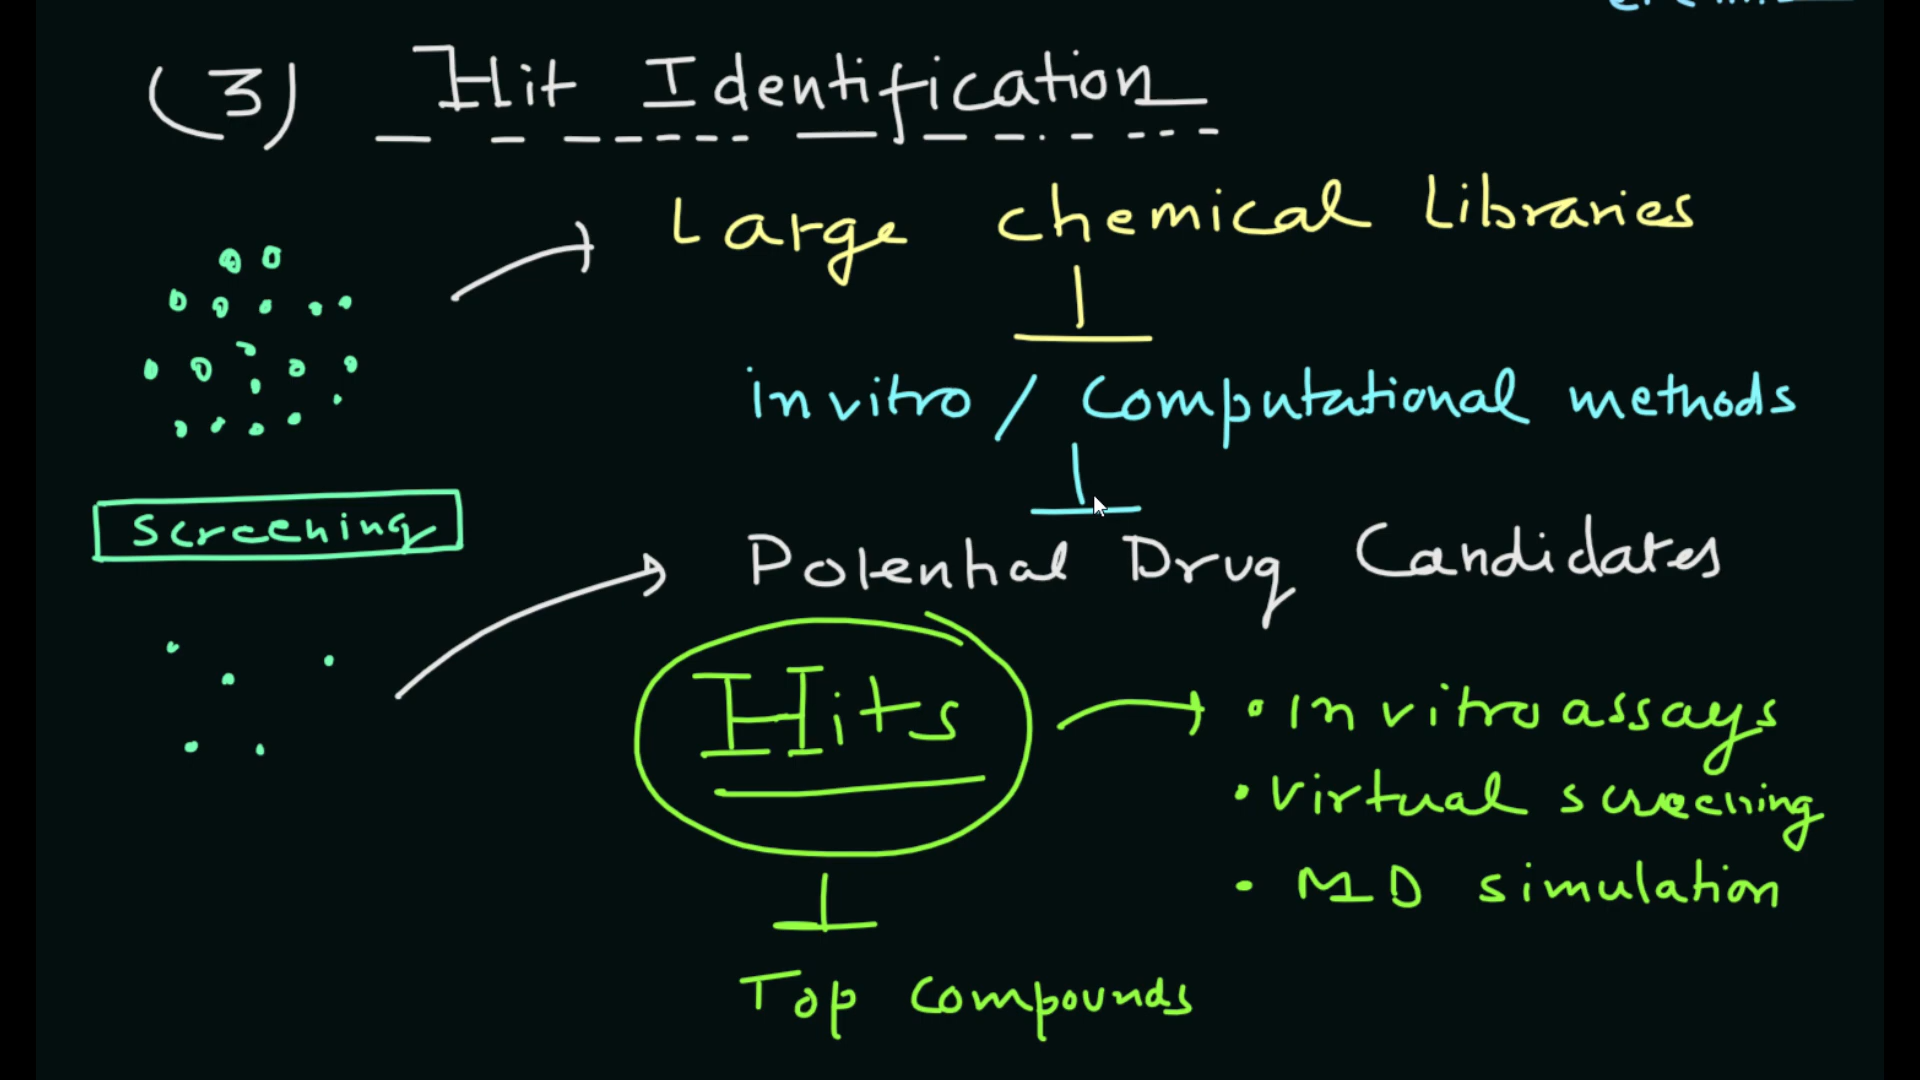 (3) Hit Identification
Large chemical Libraries
in vitro / Computational methods
Screening
Potential Drug Candidates
Hits
• In vitro assays
• Virtual screening
• MD simulation
Top Compounds